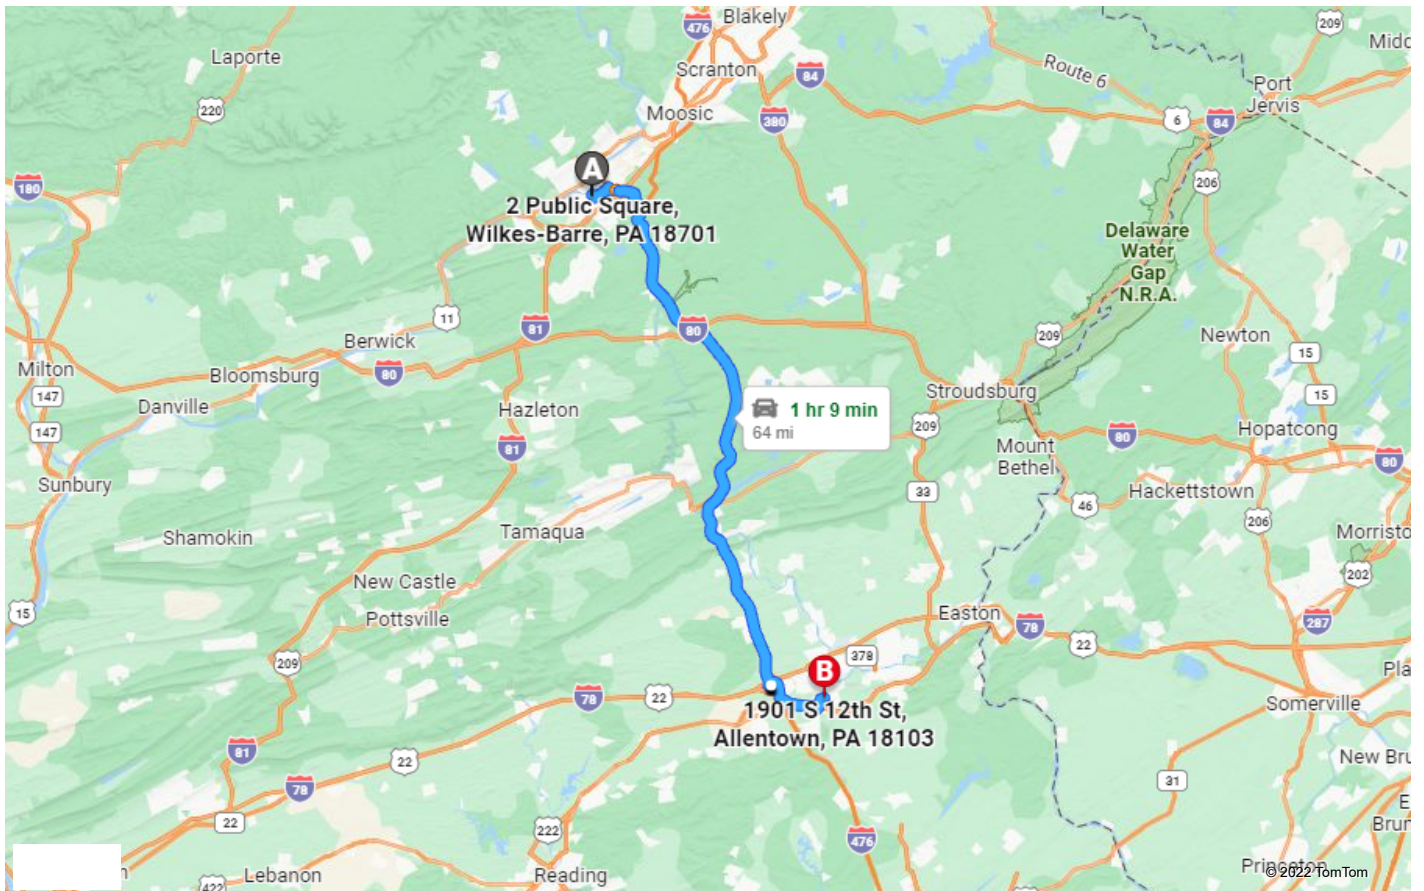 Blakely
476
209
Midd
Laporte
Scranton
84
Route 6
Port
Jervis
220
Moosic
380
6
84
A
180
206
2 Public Square,
Wilkes-Barre, PA 18701
Delaware
Water
Gap
N.R.A.
11
81
80
209
Newton
Berwick
15
Milton
Bloomsburg
80
147
Danville
Hazleton
1 hr 9 min
64 mi
Stroudsburg
15
209
147
81
Mount
Bethel
80
Hopatcong
80
Sunbury
33
46
Hackettstown
206
Shamokin
Tamaqua
Morristo
New Castle
202
15
Pottsville
Easton
78
287
22
209
378
B
78
22
1901 S 12th St,
Allentown, PA 18103
Pla
Somerville
81
22
78
New Bru
31
22
222
476
E
Brun
Lebanon
422
Reading
Princeton
© 2022 TomTom